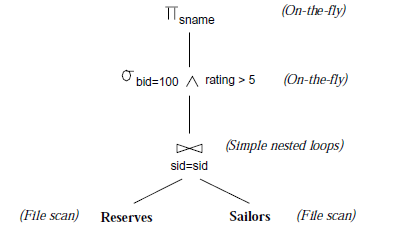 π sname (On-the-fly)
σ bid=100 ∧ rating > 5 (On-the-fly)
⋈ (Simple nested loops)
sid=sid
(File scan) Reserves Sailors (File scan)